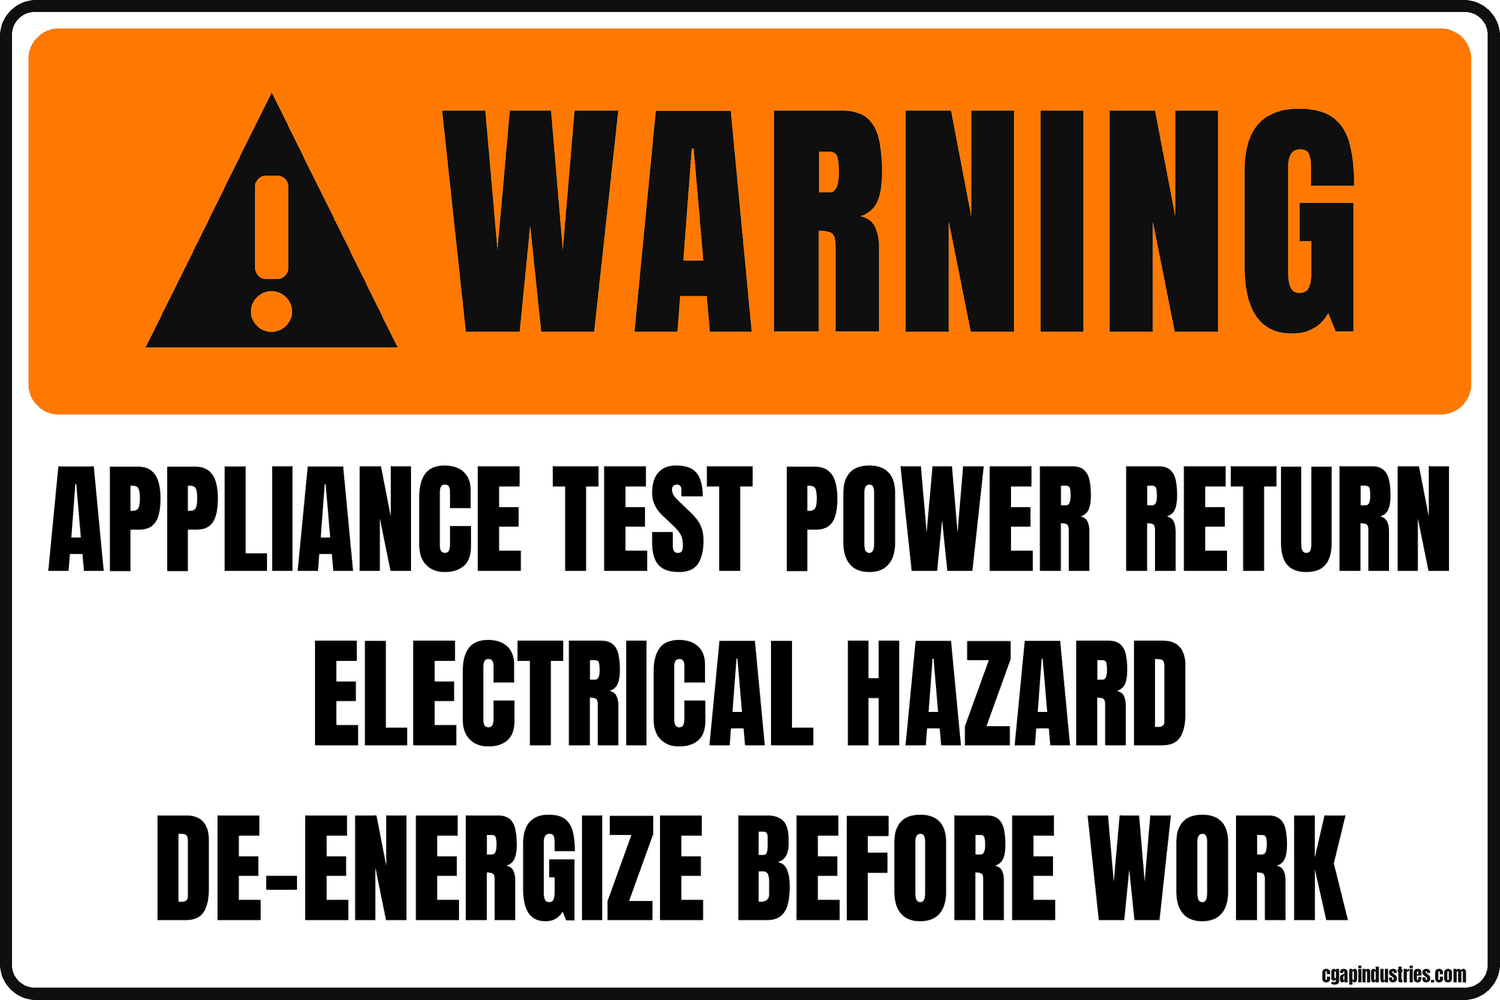 WARNING
APPLIANCE TEST POWER RETURN
ELECTRICAL HAZARD
DE-ENERGIZE BEFORE WORK
cgapindustries.com